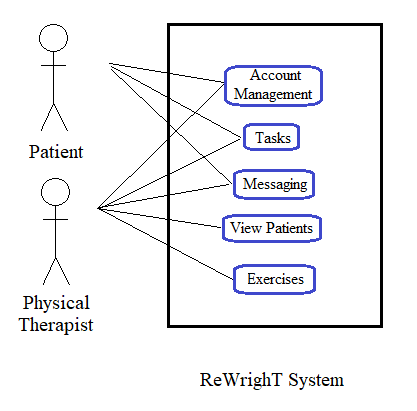 Patient
Physical
Therapist
Account
Management
Tasks
Messaging
View Patients
Exercises
ReWrighT System